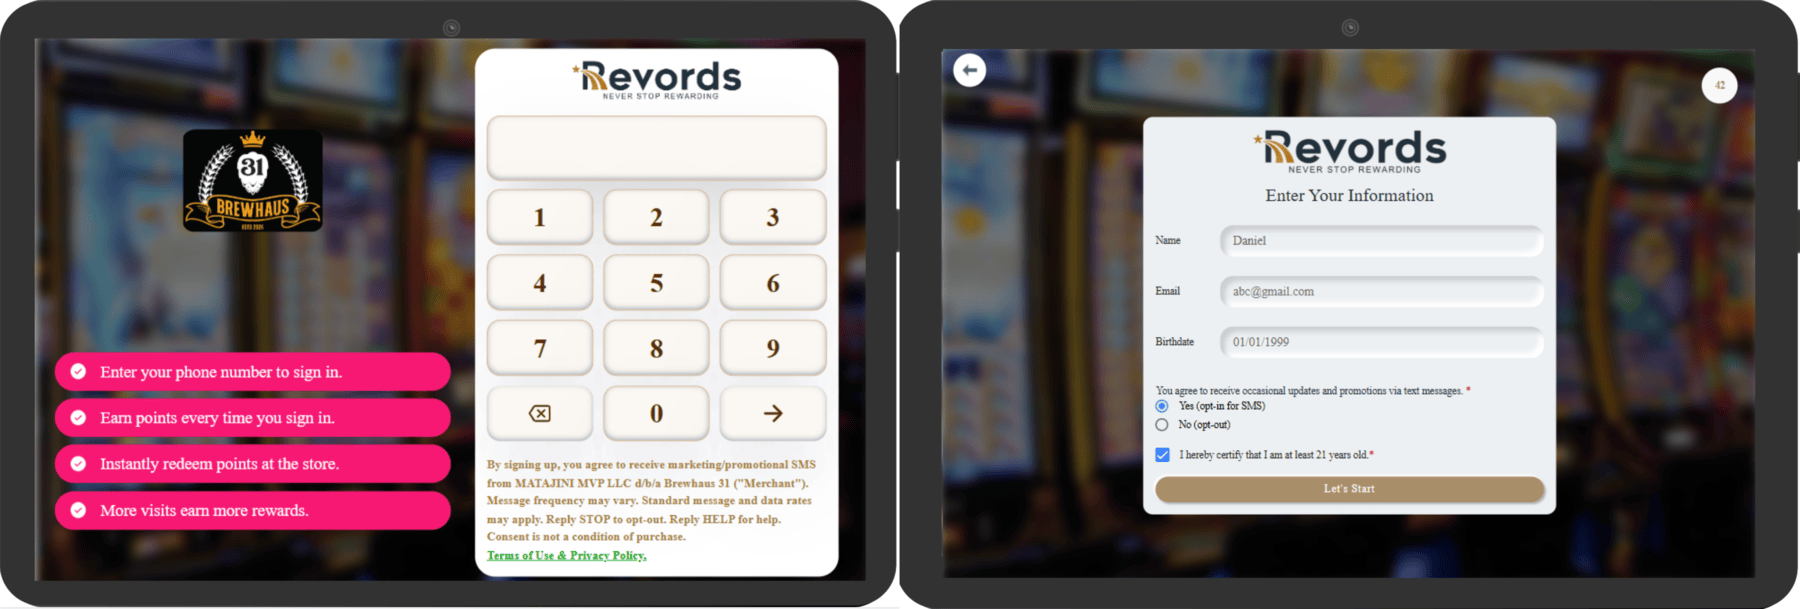 31
BREWHAUS
Enter your phone number to sign in.
Earn points every time you sign in.
Instantly redeem points at the store.
More visits earn more rewards.
Revords
NEVER STOP REWARDING
1 2 3
4 5 6
7 8 9
0
By signing up, you agree to receive marketing/promotional SMS
from MATAJINI MVP LLC d/b/a Brewhaus 31 ("Merchant").
Message frequency may vary. Standard message and data rates
may apply. Reply STOP to opt-out. Reply HELP for help.
Consent is not a condition of purchase.
Terms of Use & Privacy Policy.
42
Revords
NEVER STOP REWARDING
Enter Your Information
Name Daniel
Email abc@gmail.com
Birthdate 01/01/1999
You agree to receive occasional updates and promotions via text messages. *
Yes (opt-in for SMS)
No (opt-out)
I hereby certify that I am at least 21 years old.*
Let's Start